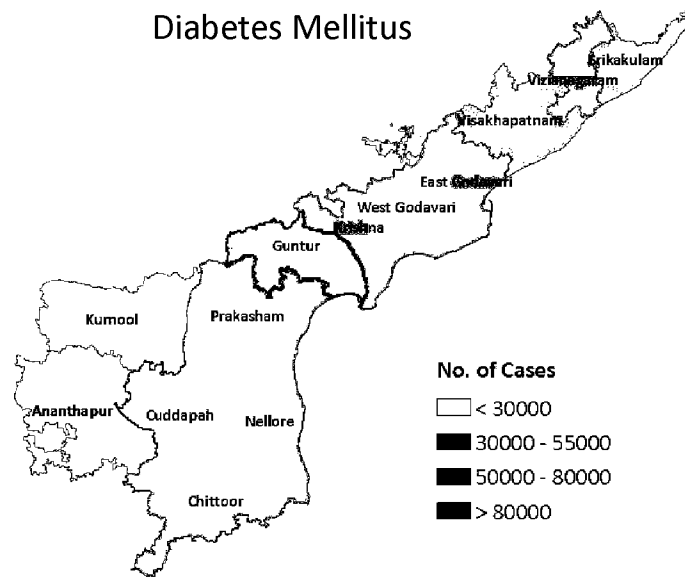 Diabetes Mellitus
Srikakulam
Vizianagaram
Visakhapatnam
East Godavari
West Godavari
Krishna
Guntur
Prakasham
Kurnool
Ananthapur
Cuddapah
Nellore
Chittoor
No. of Cases
< 30000
30000 - 55000
50000 - 80000
> 80000